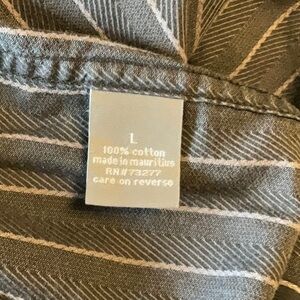 L
100% cotton
made in mauritius
RN#73277
care on reverse